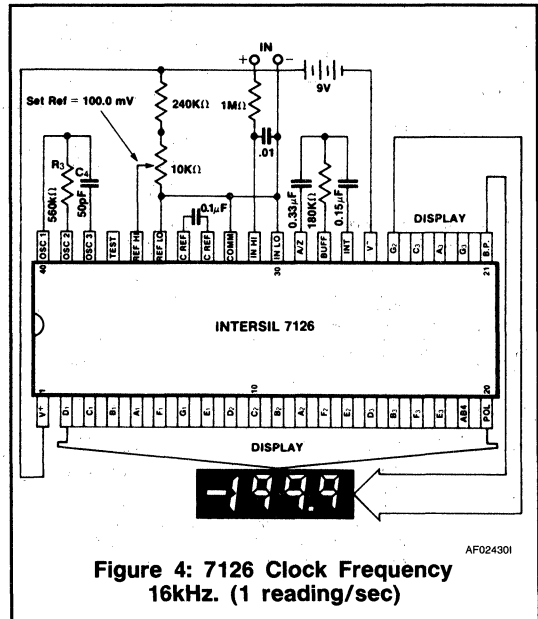 IN
+ -
9V
Set Ref = 100.0 mV
240KΩ
1MΩ
.01
R3
C4
560kΩ
50pF
10KΩ
0.1µF
0.33µF
180KΩ
0.15µF
DISPLAY
OSC 1
OSC 2
OSC 3
TEST
REF HI
REF LO
C REF
C REF
COMM
IN HI
IN LO
A/Z
BUFF
INT
V-
G2
C3
A3
G3
B.P.
40
30
21
INTERSIL 7126
1
10
20
V+
D1
C1
B1
A1
F1
G1
E1
D2
C2
B2
A2
F2
E2
D3
B3
F3
E3
AB4
POL
DISPLAY
-199.9
AF02430I
Figure 4: 7126 Clock Frequency
16kHz. (1 reading/sec)